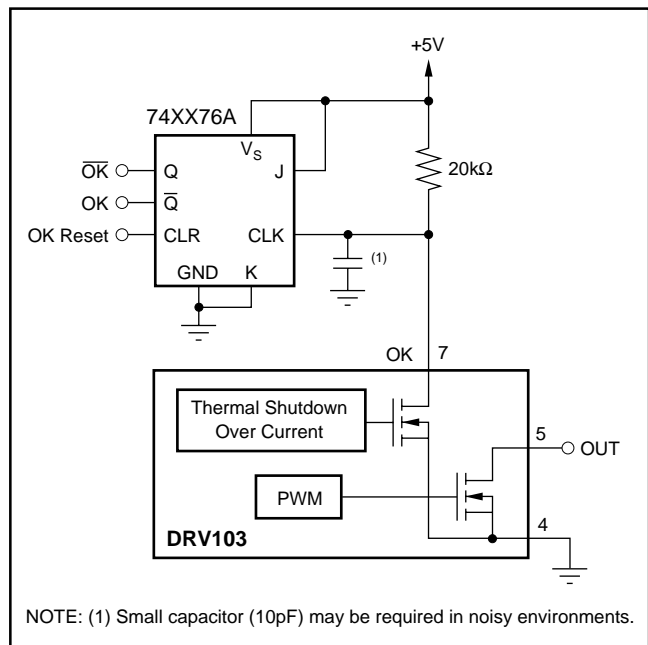 +5V
74XX76A
V_S
O̅K̅ Q J 20kΩ
OK Q̅
OK Reset CLR CLK (1)
GND K
OK 7
Thermal Shutdown
Over Current
5
OUT
PWM
4
DRV103
NOTE: (1) Small capacitor (10pF) may be required in noisy environments.